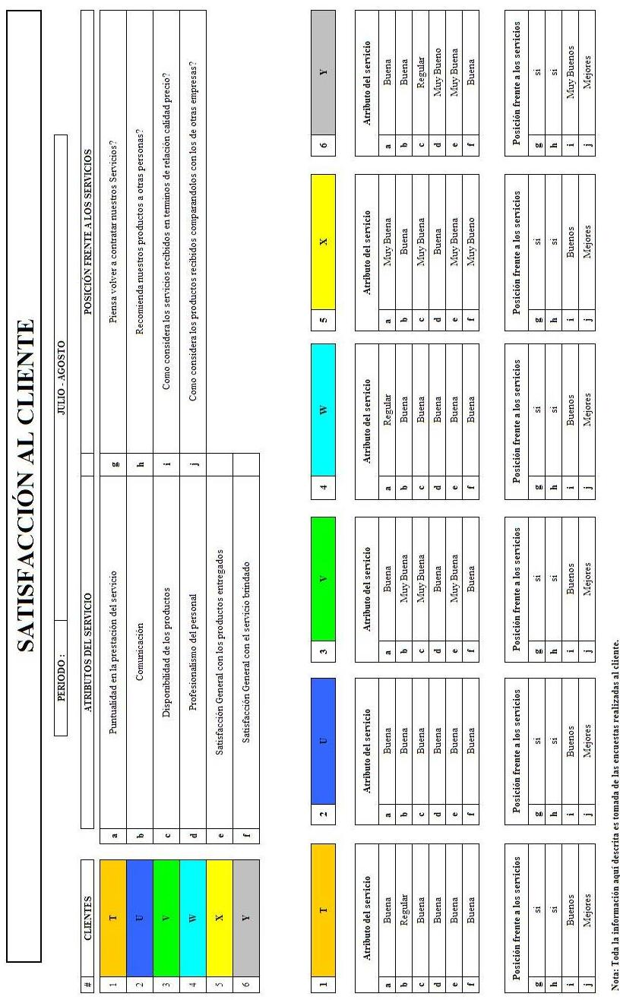 SATISFACCIÓN AL CLIENTE
PERIODO : JULIO - AGOSTO
# CLIENTES ATRIBUTOS DEL SERVICIO POSICIÓN FRENTE A LOS SERVICIOS
1 T a Puntualidad en la prestación del servicio g Piensa volver a contratar nuestros Servicios?
2 U b Comunicación h Recomienda nuestros productos a otras personas?
3 V c Disponibilidad de los productos i Como considera los servicios recibidos en terminos de relación calidad precio?
4 W d Profesionalismo del personal j Como considera los productos recibidos comparandolos con los de otras empresas?
5 X e Satisfacción General con los productos entregados
6 Y f Satisfacción General con el servicio brindado
1 T
Atributo del servicio
a Buena
b Regular
c Buena
d Buena
e Buena
f Buena
Posición frente a los servicios
g si
h si
i Buenos
j Mejores
2 U
Atributo del servicio
a Buena
b Buena
c Buena
d Buena
e Buena
f Buena
Posición frente a los servicios
g si
h si
i Buenos
j Mejores
3 V
Atributo del servicio
a Buena
b Muy Buena
c Muy Buena
d Buena
e Muy Buena
f Buena
Posición frente a los servicios
g si
h si
i Buenos
j Mejores
4 W
Atributo del servicio
a Regular
b Buena
c Buena
d Buena
e Buena
f Buena
Posición frente a los servicios
g si
h si
i Buenos
j Mejores
5 X
Atributo del servicio
a Muy Buena
b Buena
c Muy Buena
d Buena
e Muy Buena
f Muy Bueno
Posición frente a los servicios
g si
h si
i Buenos
j Mejores
6 Y
Atributo del servicio
a Buena
b Buena
c Regular
d Muy Bueno
e Muy Buena
f Buena
Posición frente a los servicios
g si
h si
i Muy Buenos
j Mejores
Nota: Toda la información aquí descrita es tomada de las encuestas realizadas al cliente.